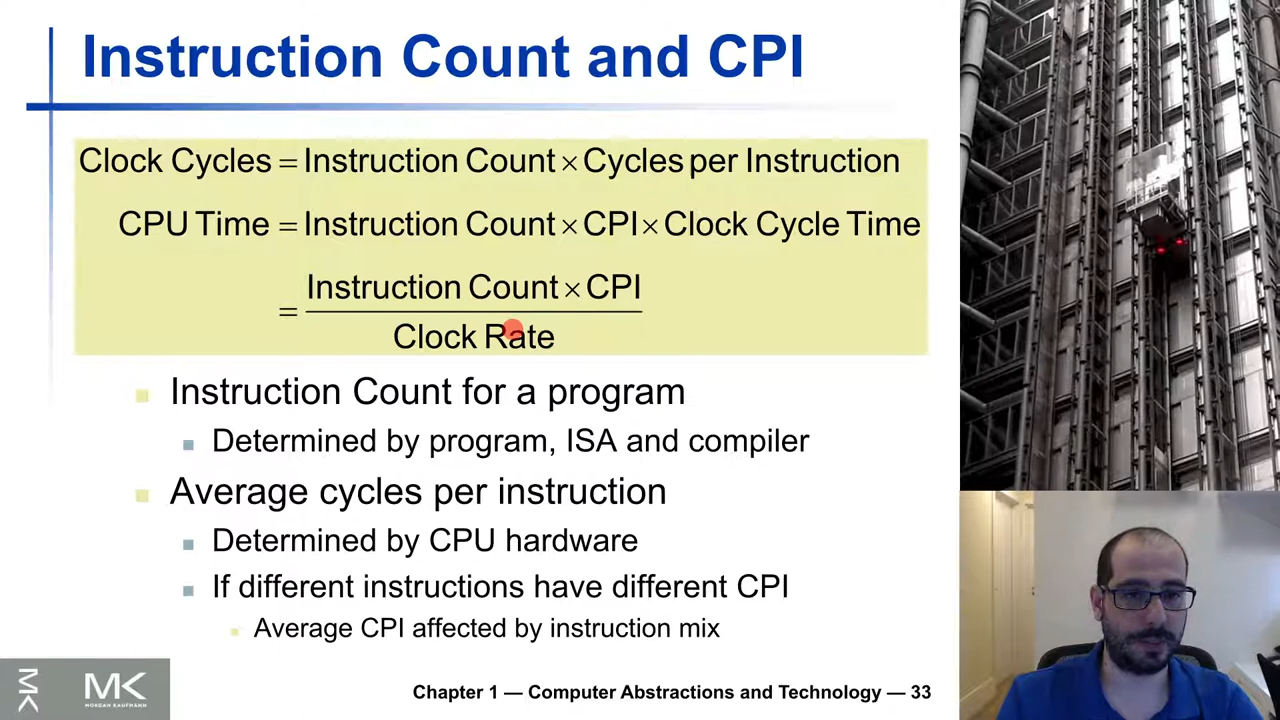 Instruction Count and CPI
Clock Cycles = Instruction Count × Cycles per Instruction
CPU Time = Instruction Count × CPI × Clock Cycle Time
= Instruction Count × CPI
Clock Rate
Instruction Count for a program
Determined by program, ISA and compiler
Average cycles per instruction
Determined by CPU hardware
If different instructions have different CPI
Average CPI affected by instruction mix
MK
MK
MORGAN KAUFMANN
Chapter 1 — Computer Abstractions and Technology — 33